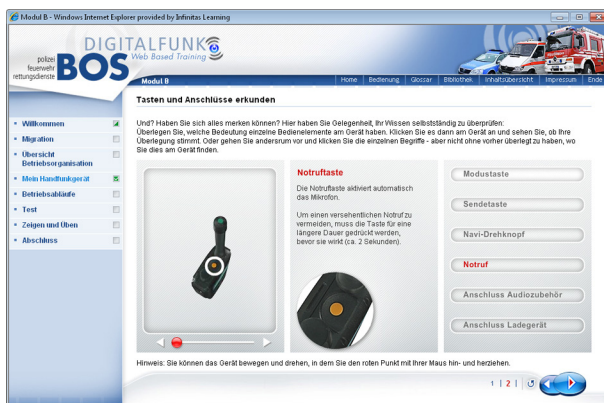 Modul B - Windows Internet Explorer provided by Infinitas Learning
DIGITALFUNK
Web Based Training
polizei
feuerwehr
rettungsdienste
BOS
Modul B
Home | Bedienung | Glossar | Bibliothek | Inhaltsübersicht | Impressum | Ende
Tasten und Anschlüsse erkunden
Und? Haben Sie sich alles merken können? Hier haben Sie Gelegenheit, Ihr Wissen selbstständig zu überprüfen:
Überlegen Sie, welche Bedeutung einzelne Bedienelemente am Gerät haben. Klicken Sie es dann am Gerät an und sehen Sie, ob Ihre
Überlegung stimmt. Oder gehen Sie andersrum vor und klicken Sie die einzelnen Begriffe - aber nicht ohne vorher überlegt zu haben, wo
Sie dies am Gerät finden.
Willkommen
Migration
Übersicht
Betriebsorganisation
Mein Handfunkgerät
Betriebsabläufe
Test
Zeigen und Üben
Abschluss
Notruftaste
Die Notruftaste aktiviert automatisch
das Mikrofon.
Um einen versehentlichen Notruf zu
vermeiden, muss die Taste für eine
längere Dauer gedrückt werden,
bevor sie wirkt (ca. 2 Sekunden).
Modustaste
Sendetaste
Navi-Drehknopf
Notruf
Anschluss Audiozubehör
Anschluss Ladegerät
Hinweis: Sie können das Gerät bewegen und drehen, in dem Sie den roten Punkt mit Ihrer Maus hin- und herziehen.
1 | 2 |